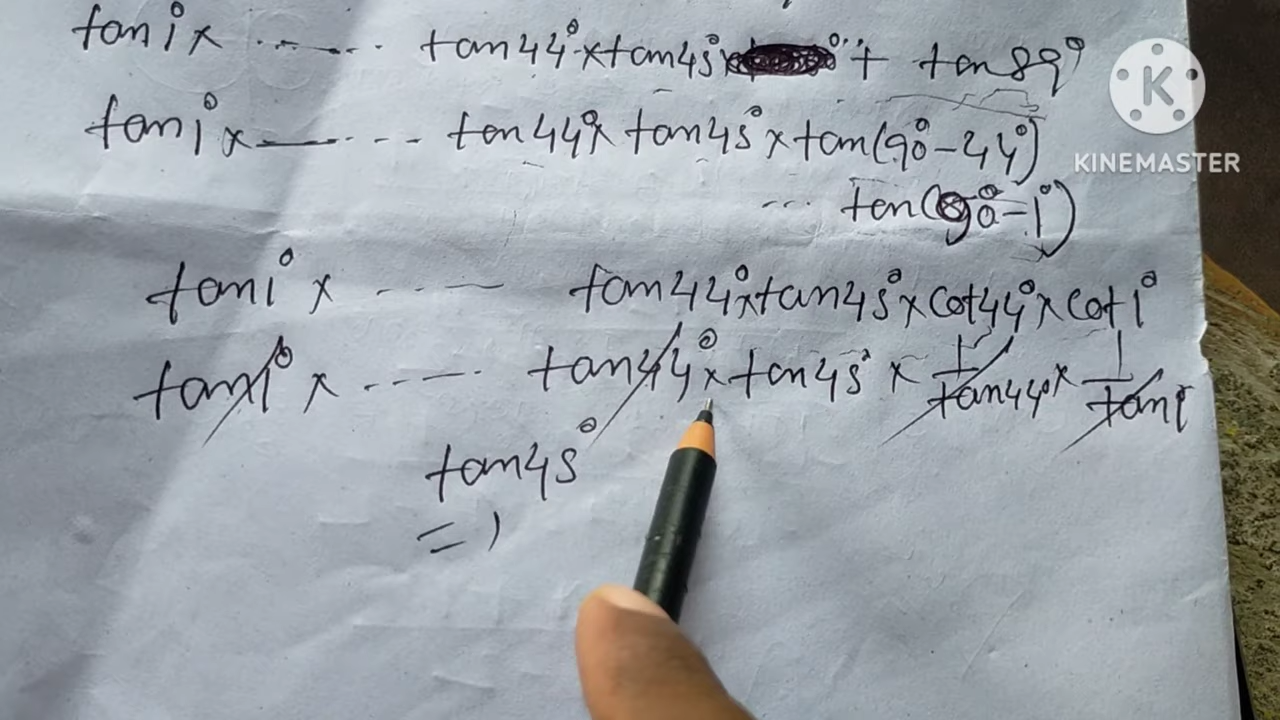 tan1° x ...... tan44° x tan45° x ° .. + tan89°
tan1° x ...... tan44° x tan45° x tan(90° - 44°)
... tan(90° - 1°)
tan1° x ...... tan44° x tan45° x cot44° x cot1°
tan1° x ...... tan44° x tan45° x 1/tan44° x 1/tan1
tan45°
= 1
K
KINEMASTER